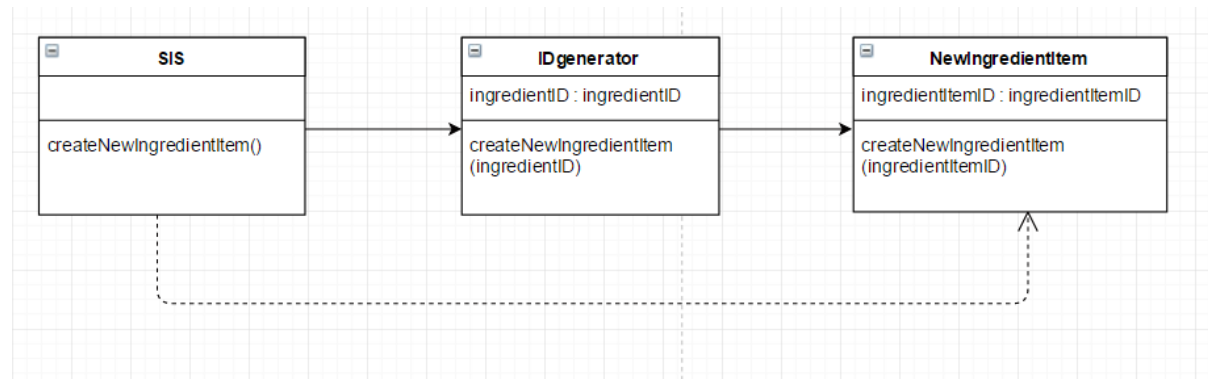 SIS
createNewIngredientItem()
IDgenerator
ingredientID : ingredientID
createNewIngredientItem
(ingredientID)
NewIngredientItem
ingredientItemID : ingredientItemID
createNewIngredientItem
(ingredientItemID)